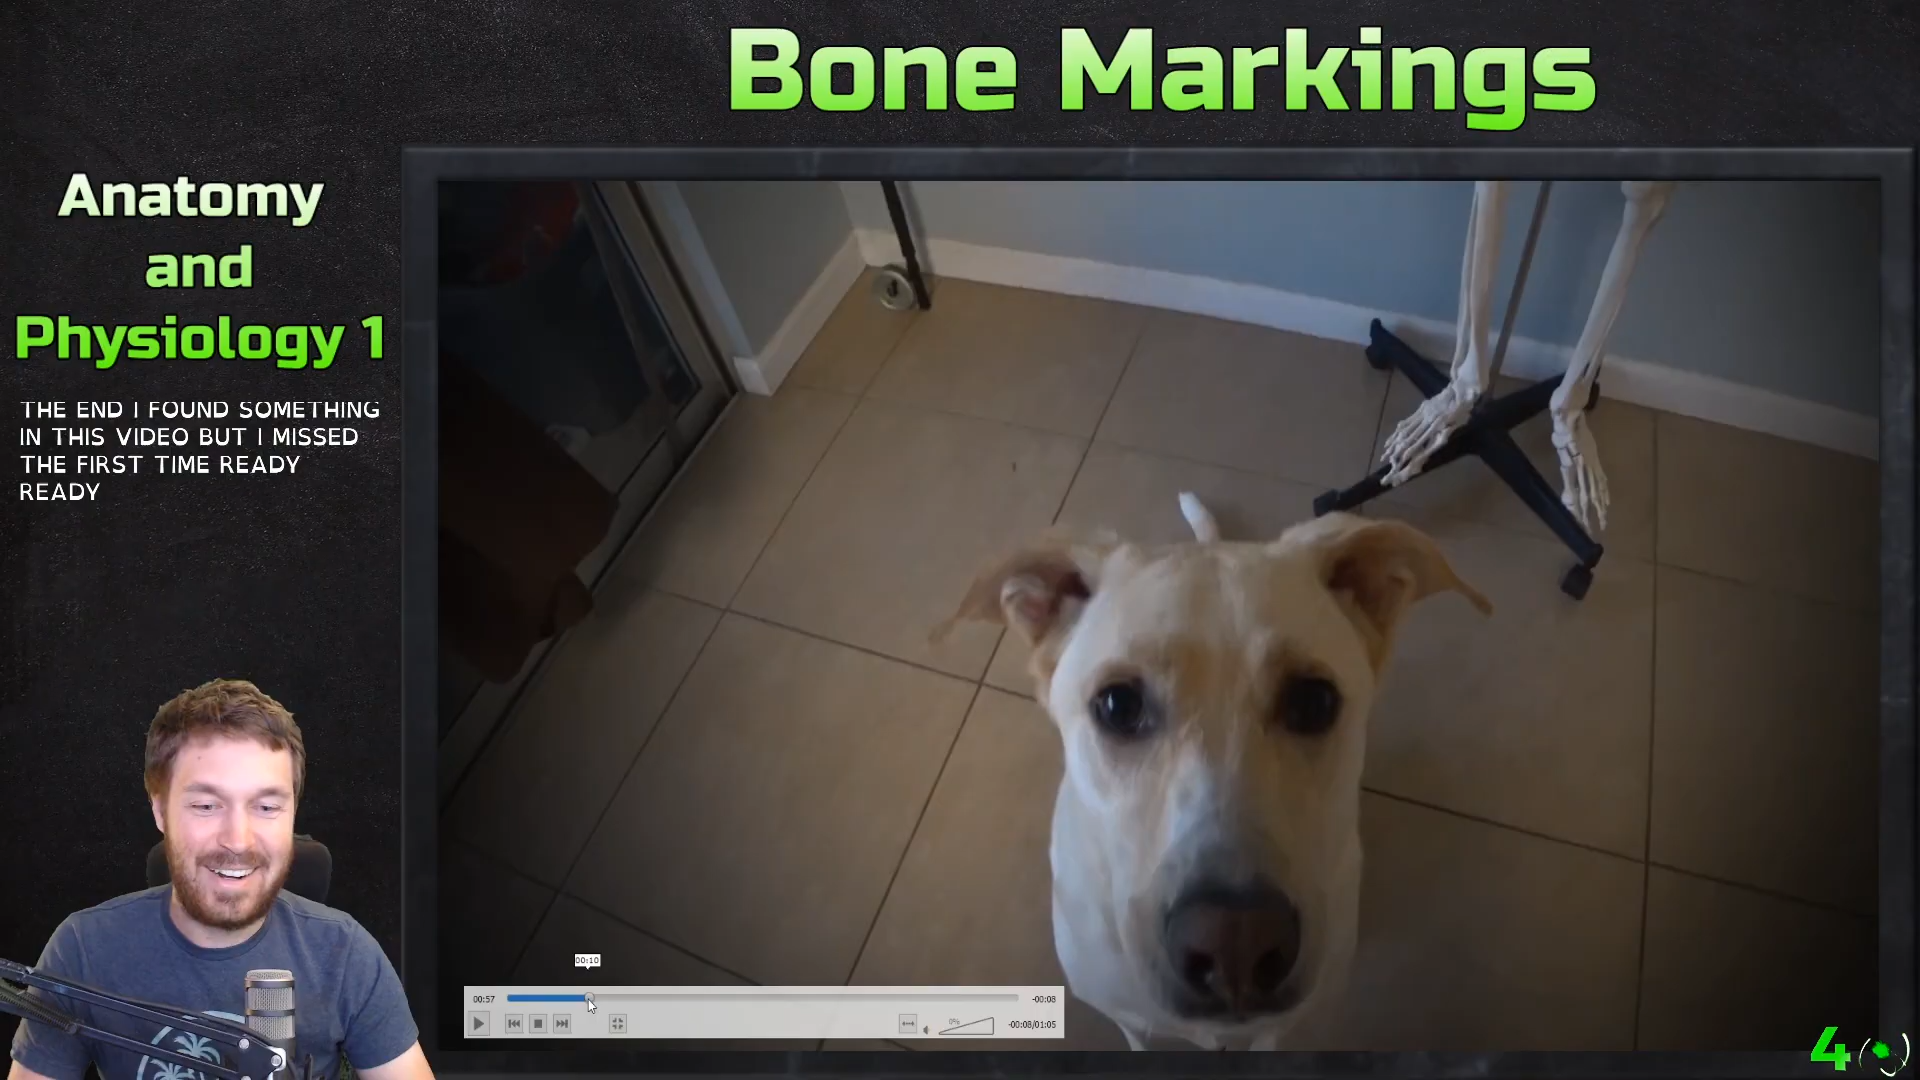 Bone Markings
Anatomy
and
Physiology 1
THE END I FOUND SOMETHING
IN THIS VIDEO BUT I MISSED
THE FIRST TIME READY
READY
00:10
00:57
-00:08
0%
-00:08/01:05
4